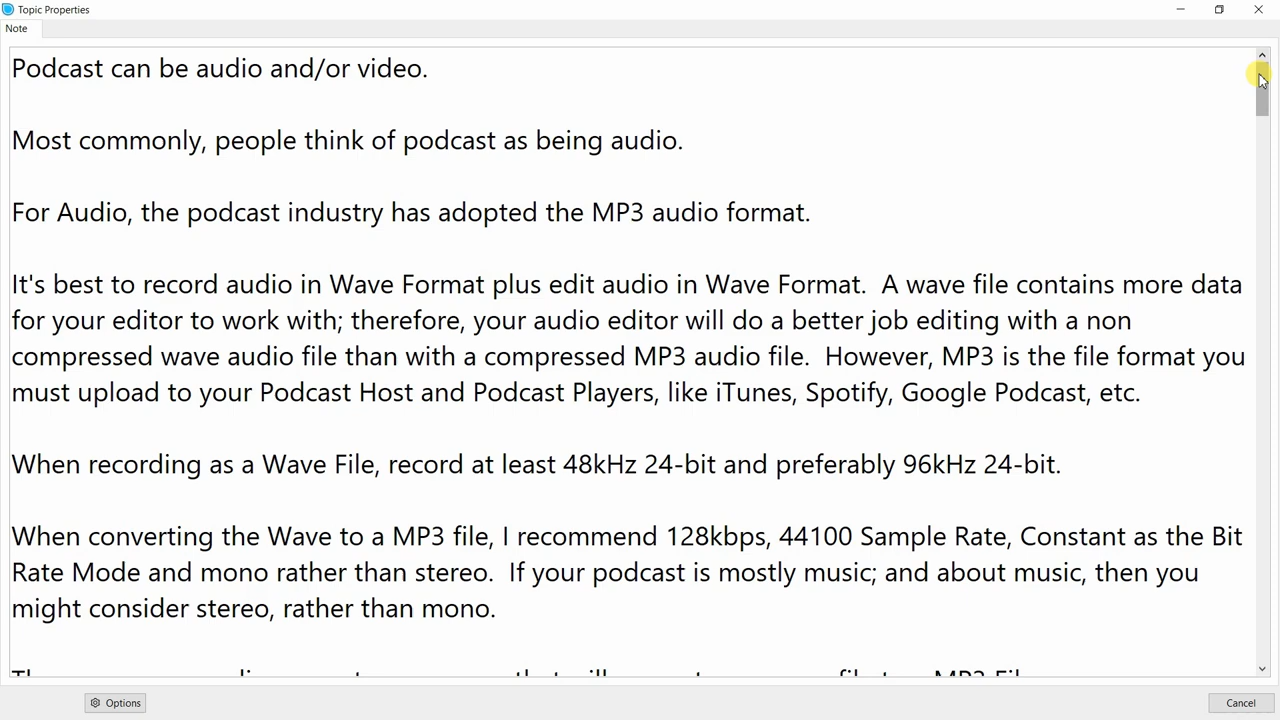 Topic Properties
Note
Podcast can be audio and/or video.
Most commonly, people think of podcast as being audio.
For Audio, the podcast industry has adopted the MP3 audio format.
It's best to record audio in Wave Format plus edit audio in Wave Format.  A wave file contains more data
for your editor to work with; therefore, your audio editor will do a better job editing with a non
compressed wave audio file than with a compressed MP3 audio file.  However, MP3 is the file format you
must upload to your Podcast Host and Podcast Players, like iTunes, Spotify, Google Podcast, etc.
When recording as a Wave File, record at least 48kHz 24-bit and preferably 96kHz 24-bit.
When converting the Wave to a MP3 file, I recommend 128kbps, 44100 Sample Rate, Constant as the Bit
Rate Mode and mono rather than stereo.  If your podcast is mostly music; and about music, then you
might consider stereo, rather than mono.
Options
Cancel